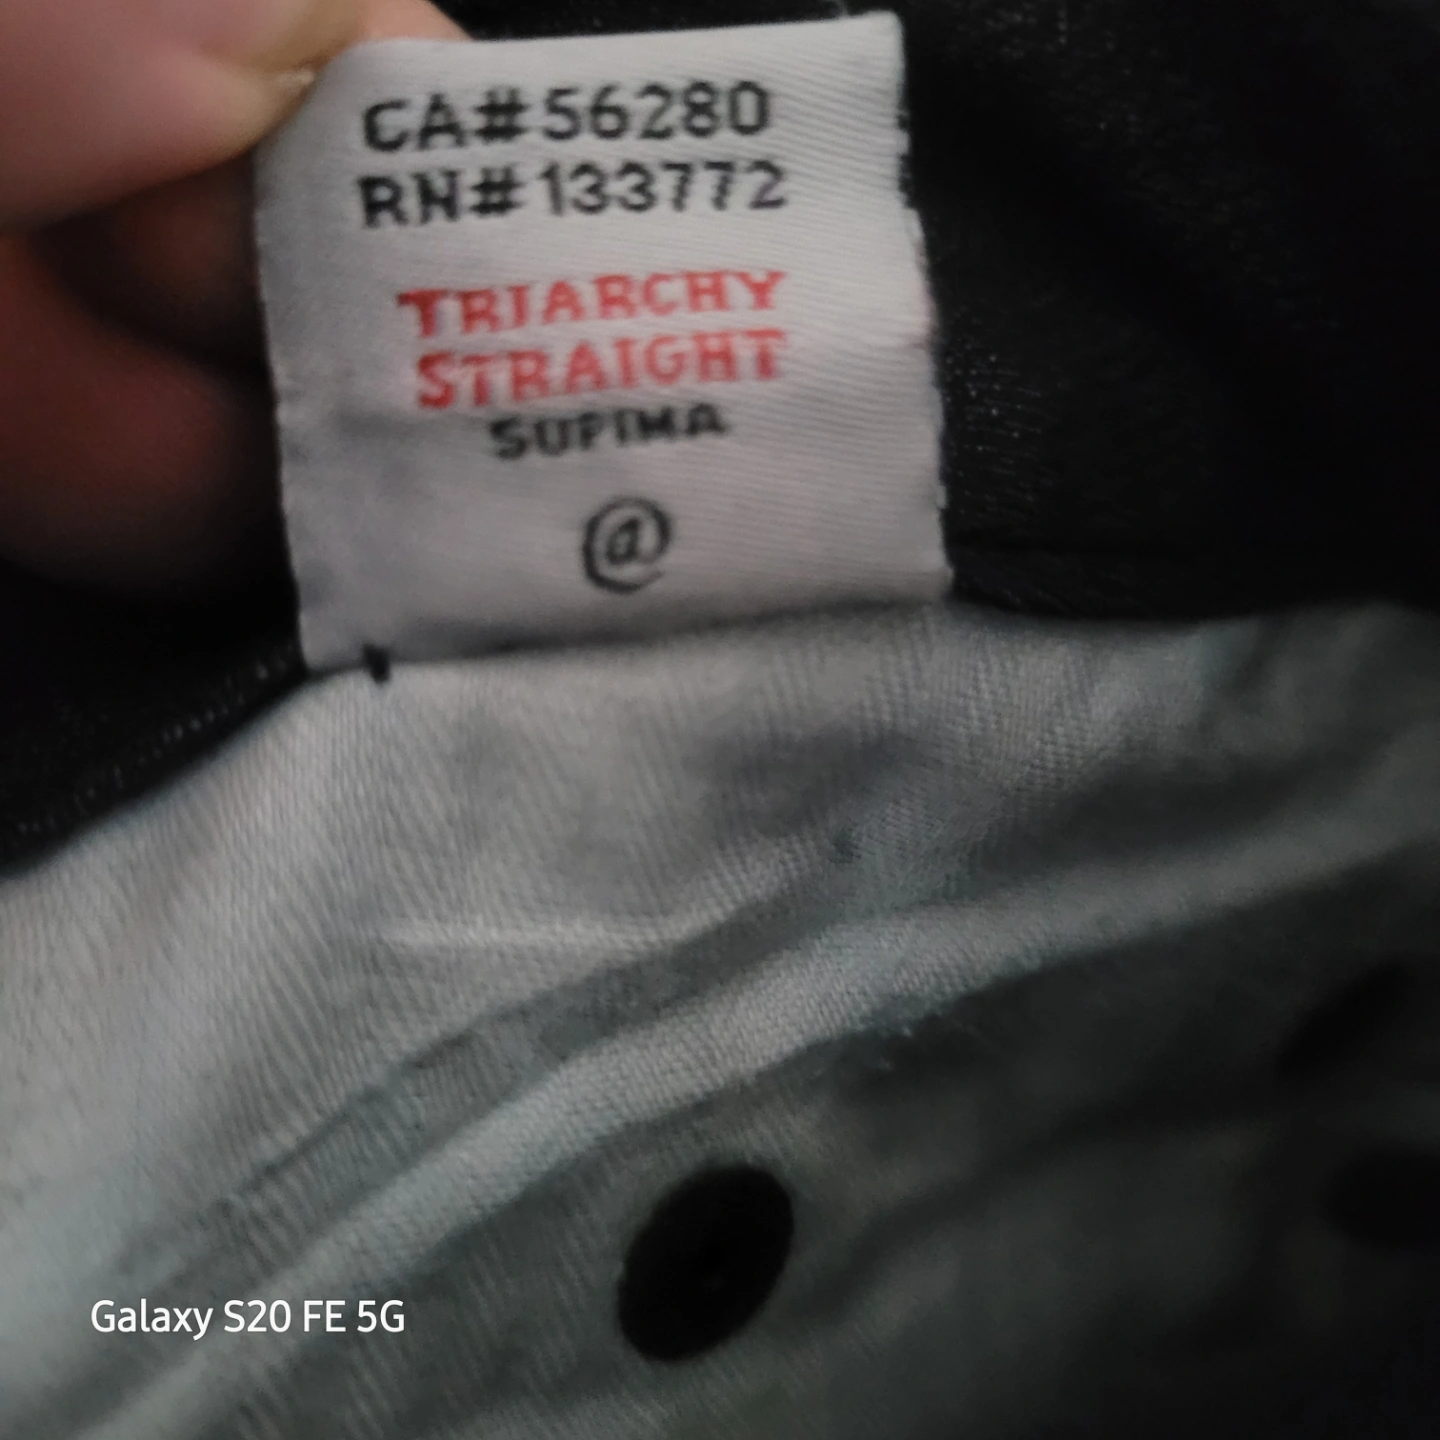 CA#56280
RN#133772
TRIARCHY
STRAIGHT
SUPIMA
@
Galaxy S20 FE 5G